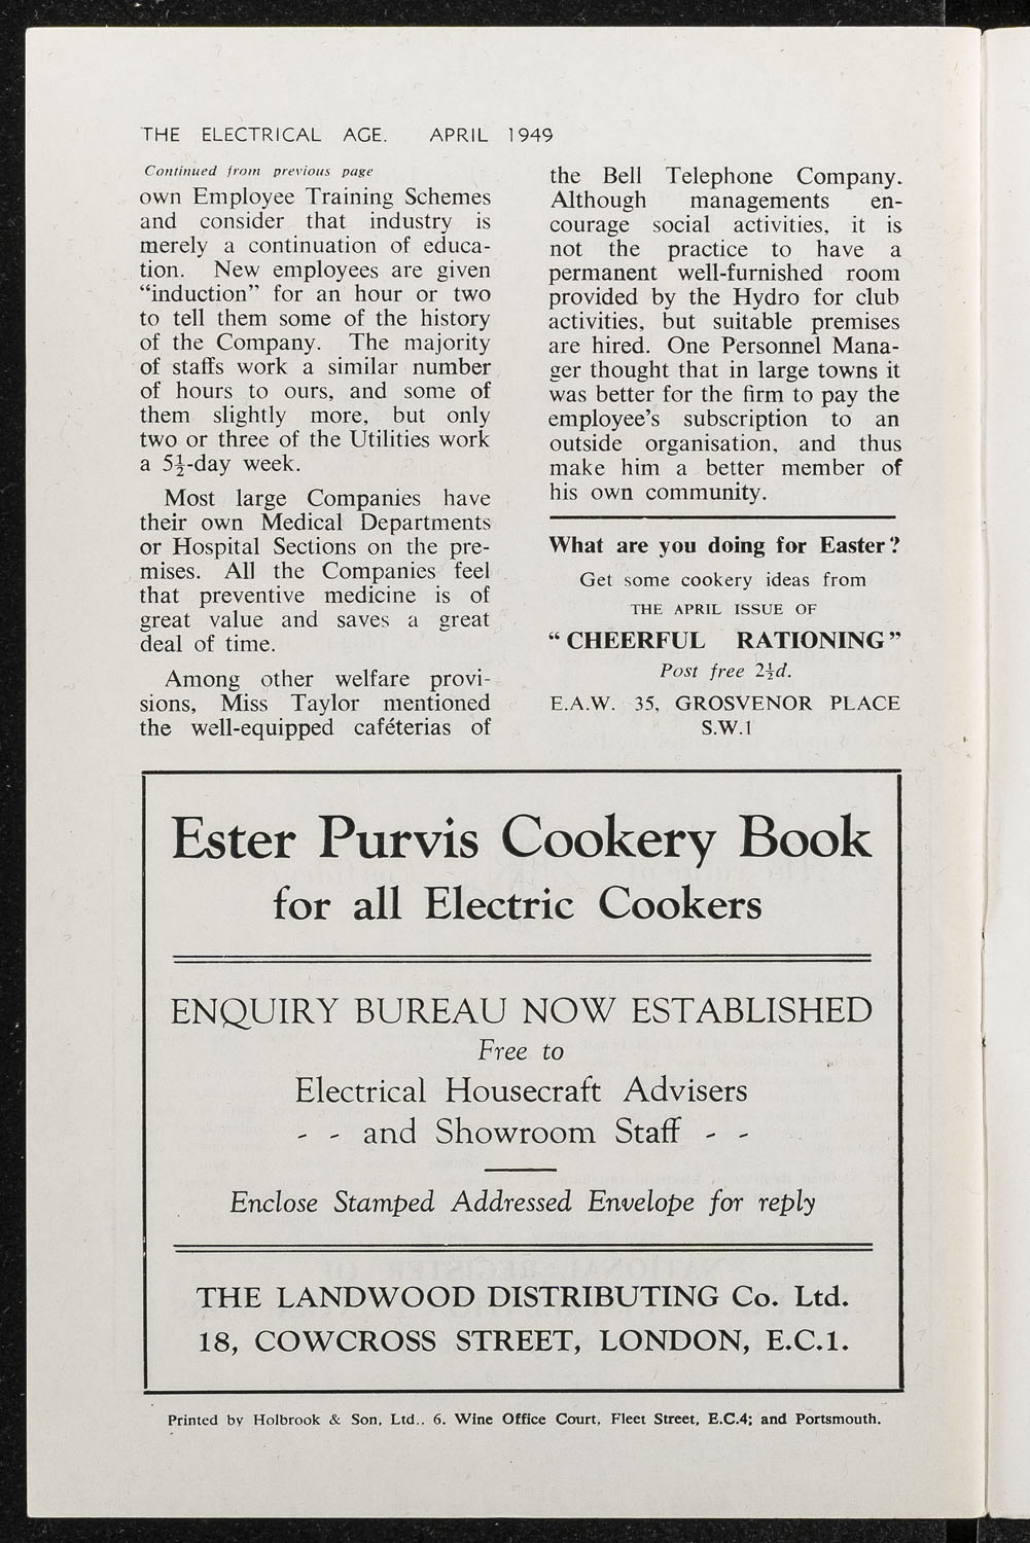 THE ELECTRICAL AGE. APRIL 1949
Continued from previous page
own Employee Training Schemes
and consider that industry is
merely a continuation of educa-
tion. New employees are given
“induction” for an hour or two
to tell them some of the history
of the Company. The majority
of staffs work a similar number
of hours to ours, and some of
them slightly more, but only
two or three of the Utilities work
a 5½-day week.
Most large Companies have
their own Medical Departments
or Hospital Sections on the pre-
mises. All the Companies feel
that preventive medicine is of
great value and saves a great
deal of time.
Among other welfare provi-
sions, Miss Taylor mentioned
the well-equipped caféterias of
the Bell Telephone Company.
Although managements en-
courage social activities, it is
not the practice to have a
permanent well-furnished room
provided by the Hydro for club
activities, but suitable premises
are hired. One Personnel Mana-
ger thought that in large towns it
was better for the firm to pay the
employee’s subscription to an
outside organisation, and thus
make him a better member of
his own community.
What are you doing for Easter?
Get some cookery ideas from
THE APRIL ISSUE OF
“CHEERFUL RATIONING”
Post free 2½d.
E.A.W. 35, GROSVENOR PLACE
S.W.1
Ester Purvis Cookery Book
for all Electric Cookers
ENQUIRY BUREAU NOW ESTABLISHED
Free to
Electrical Housecraft Advisers
- - and Showroom Staff - -
Enclose Stamped Addressed Envelope for reply
THE LANDWOOD DISTRIBUTING Co. Ltd.
18, COWCROSS STREET, LONDON, E.C.1.
Printed by Holbrook & Son, Ltd., 6, Wine Office Court, Fleet Street, E.C.4; and Portsmouth.